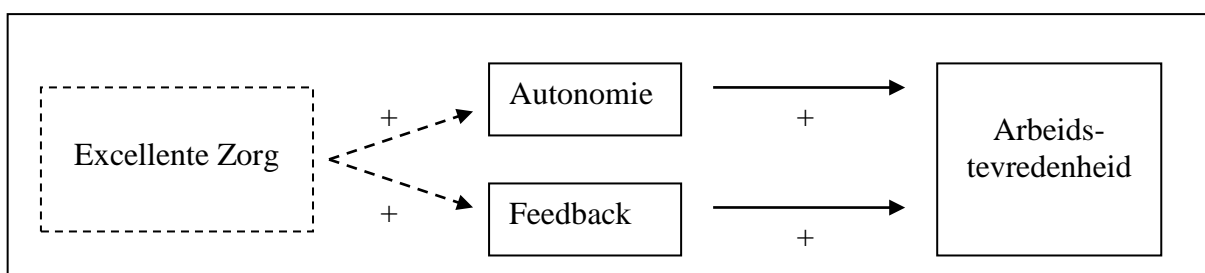 Autonomie
+
+
Excellente Zorg
Arbeids-
tevredenheid
+
Feedback
+